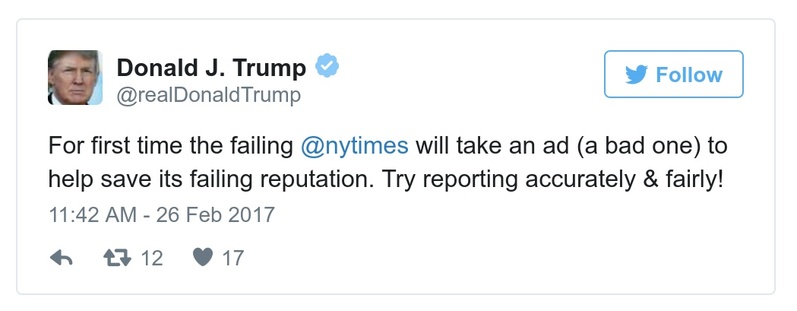 Donald J. Trump
@realDonaldTrump
Follow
For first time the failing @nytimes will take an ad (a bad one) to
help save its failing reputation. Try reporting accurately & fairly!
11:42 AM - 26 Feb 2017
12 17